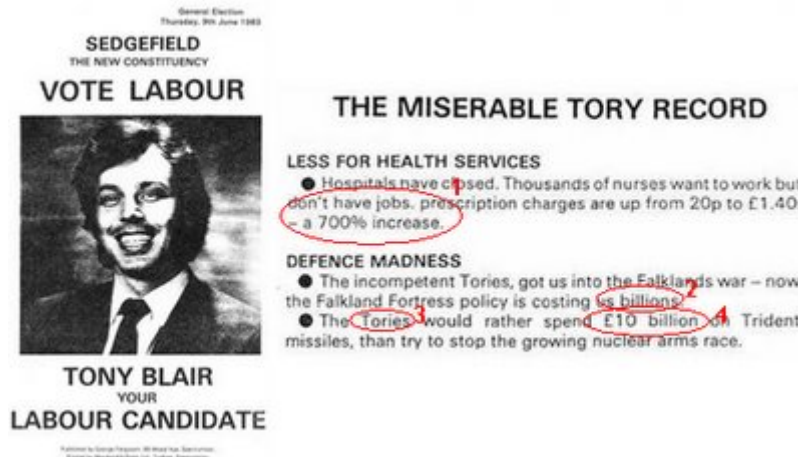 General Election
Thursday, 9th June 1983
SEDGEFIELD
THE NEW CONSTITUENCY
VOTE LABOUR
TONY BLAIR
YOUR
LABOUR CANDIDATE
THE MISERABLE TORY RECORD
LESS FOR HEALTH SERVICES
● Hospitals have closed. Thousands of nurses want to work but
don't have jobs. prescription charges are up from 20p to £1.40
– a 700% increase.
1
DEFENCE MADNESS
● The incompetent Tories, got us into the Falklands war – now
the Falkland Fortress policy is costing us billions.
2
● The Tories would rather spend £10 billion on Trident
3
4
missiles, than try to stop the growing nuclear arms race.